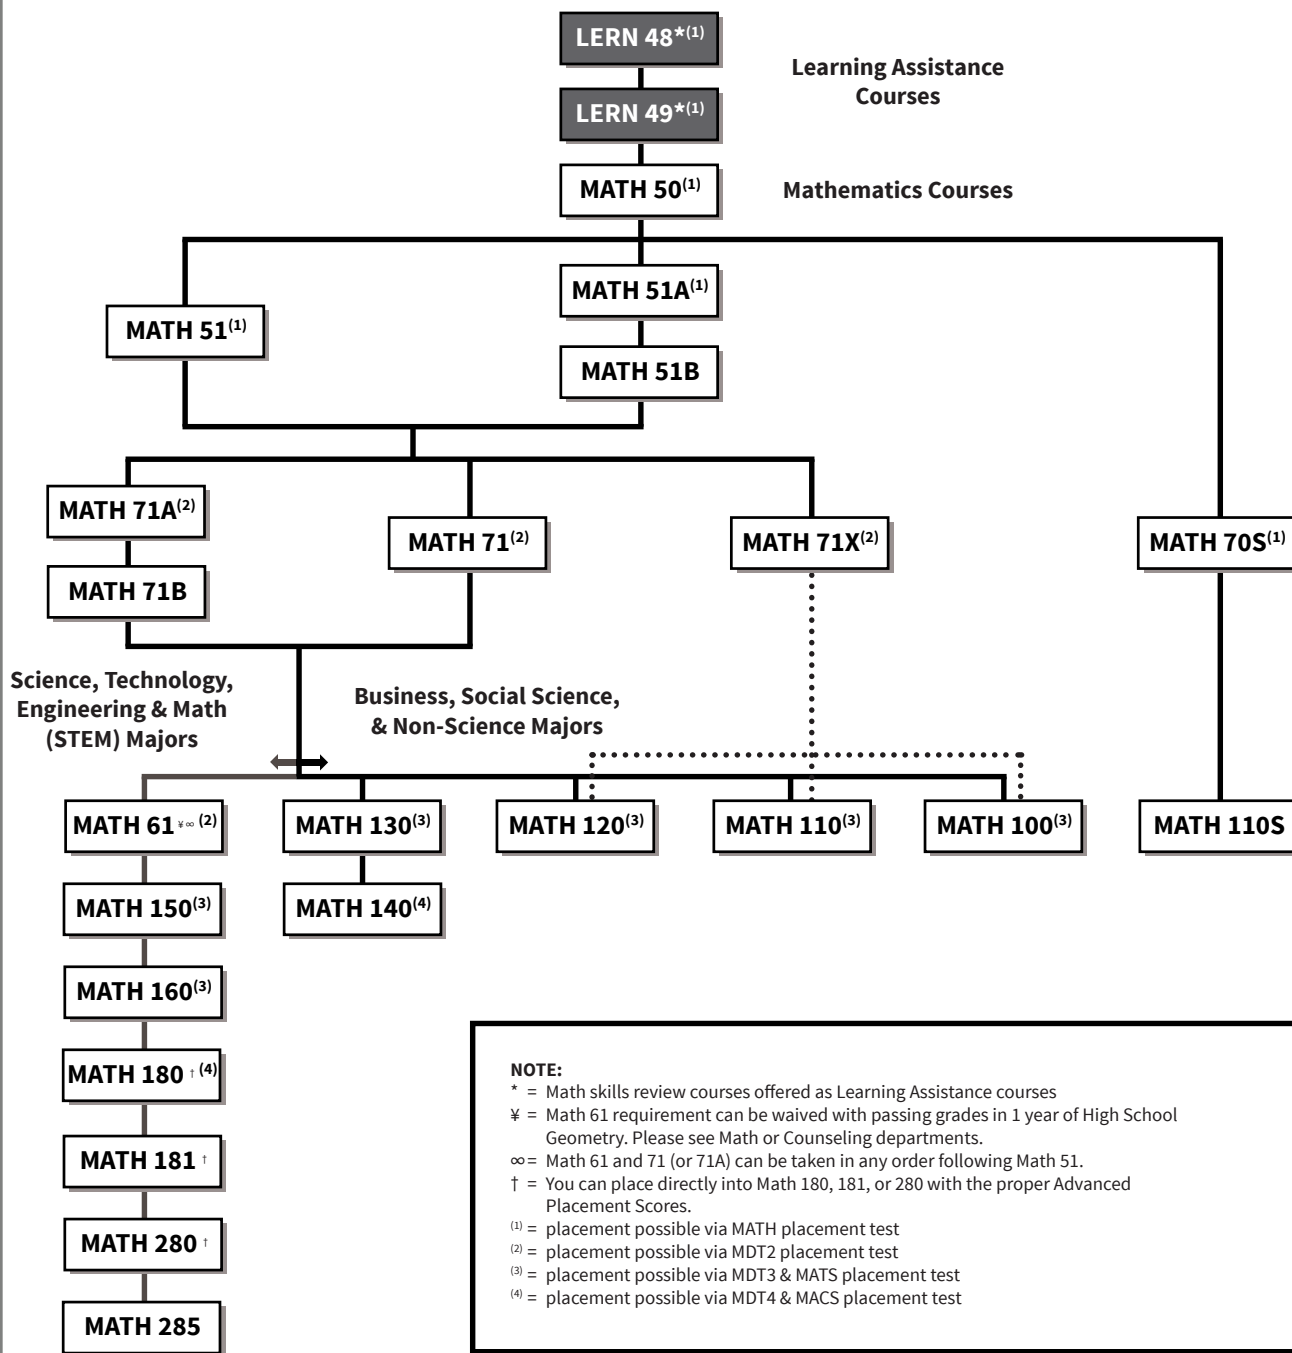 LERN 48*(1)
Learning Assistance
Courses
LERN 49*(1)
MATH 50(1)
Mathematics Courses
MATH 51A(1)
MATH 51(1)
MATH 51B
MATH 71A(2)
MATH 71(2)
MATH 71X(2)
MATH 70S(1)
MATH 71B
Science, Technology,
Engineering & Math
(STEM) Majors
Business, Social Science,
& Non-Science Majors
MATH 61 ¥∞ (2)
MATH 130(3)
MATH 120(3)
MATH 110(3)
MATH 100(3)
MATH 110S
MATH 150(3)
MATH 140(4)
MATH 160(3)
MATH 180 † (4)
MATH 181 †
MATH 280 †
MATH 285
NOTE:
* = Math skills review courses offered as Learning Assistance courses
¥ = Math 61 requirement can be waived with passing grades in 1 year of High School
Geometry. Please see Math or Counseling departments.
∞= Math 61 and 71 (or 71A) can be taken in any order following Math 51.
† = You can place directly into Math 180, 181, or 280 with the proper Advanced
Placement Scores.
(1) = placement possible via MATH placement test
(2) = placement possible via MDT2 placement test
(3) = placement possible via MDT3 & MATS placement test
(4) = placement possible via MDT4 & MACS placement test